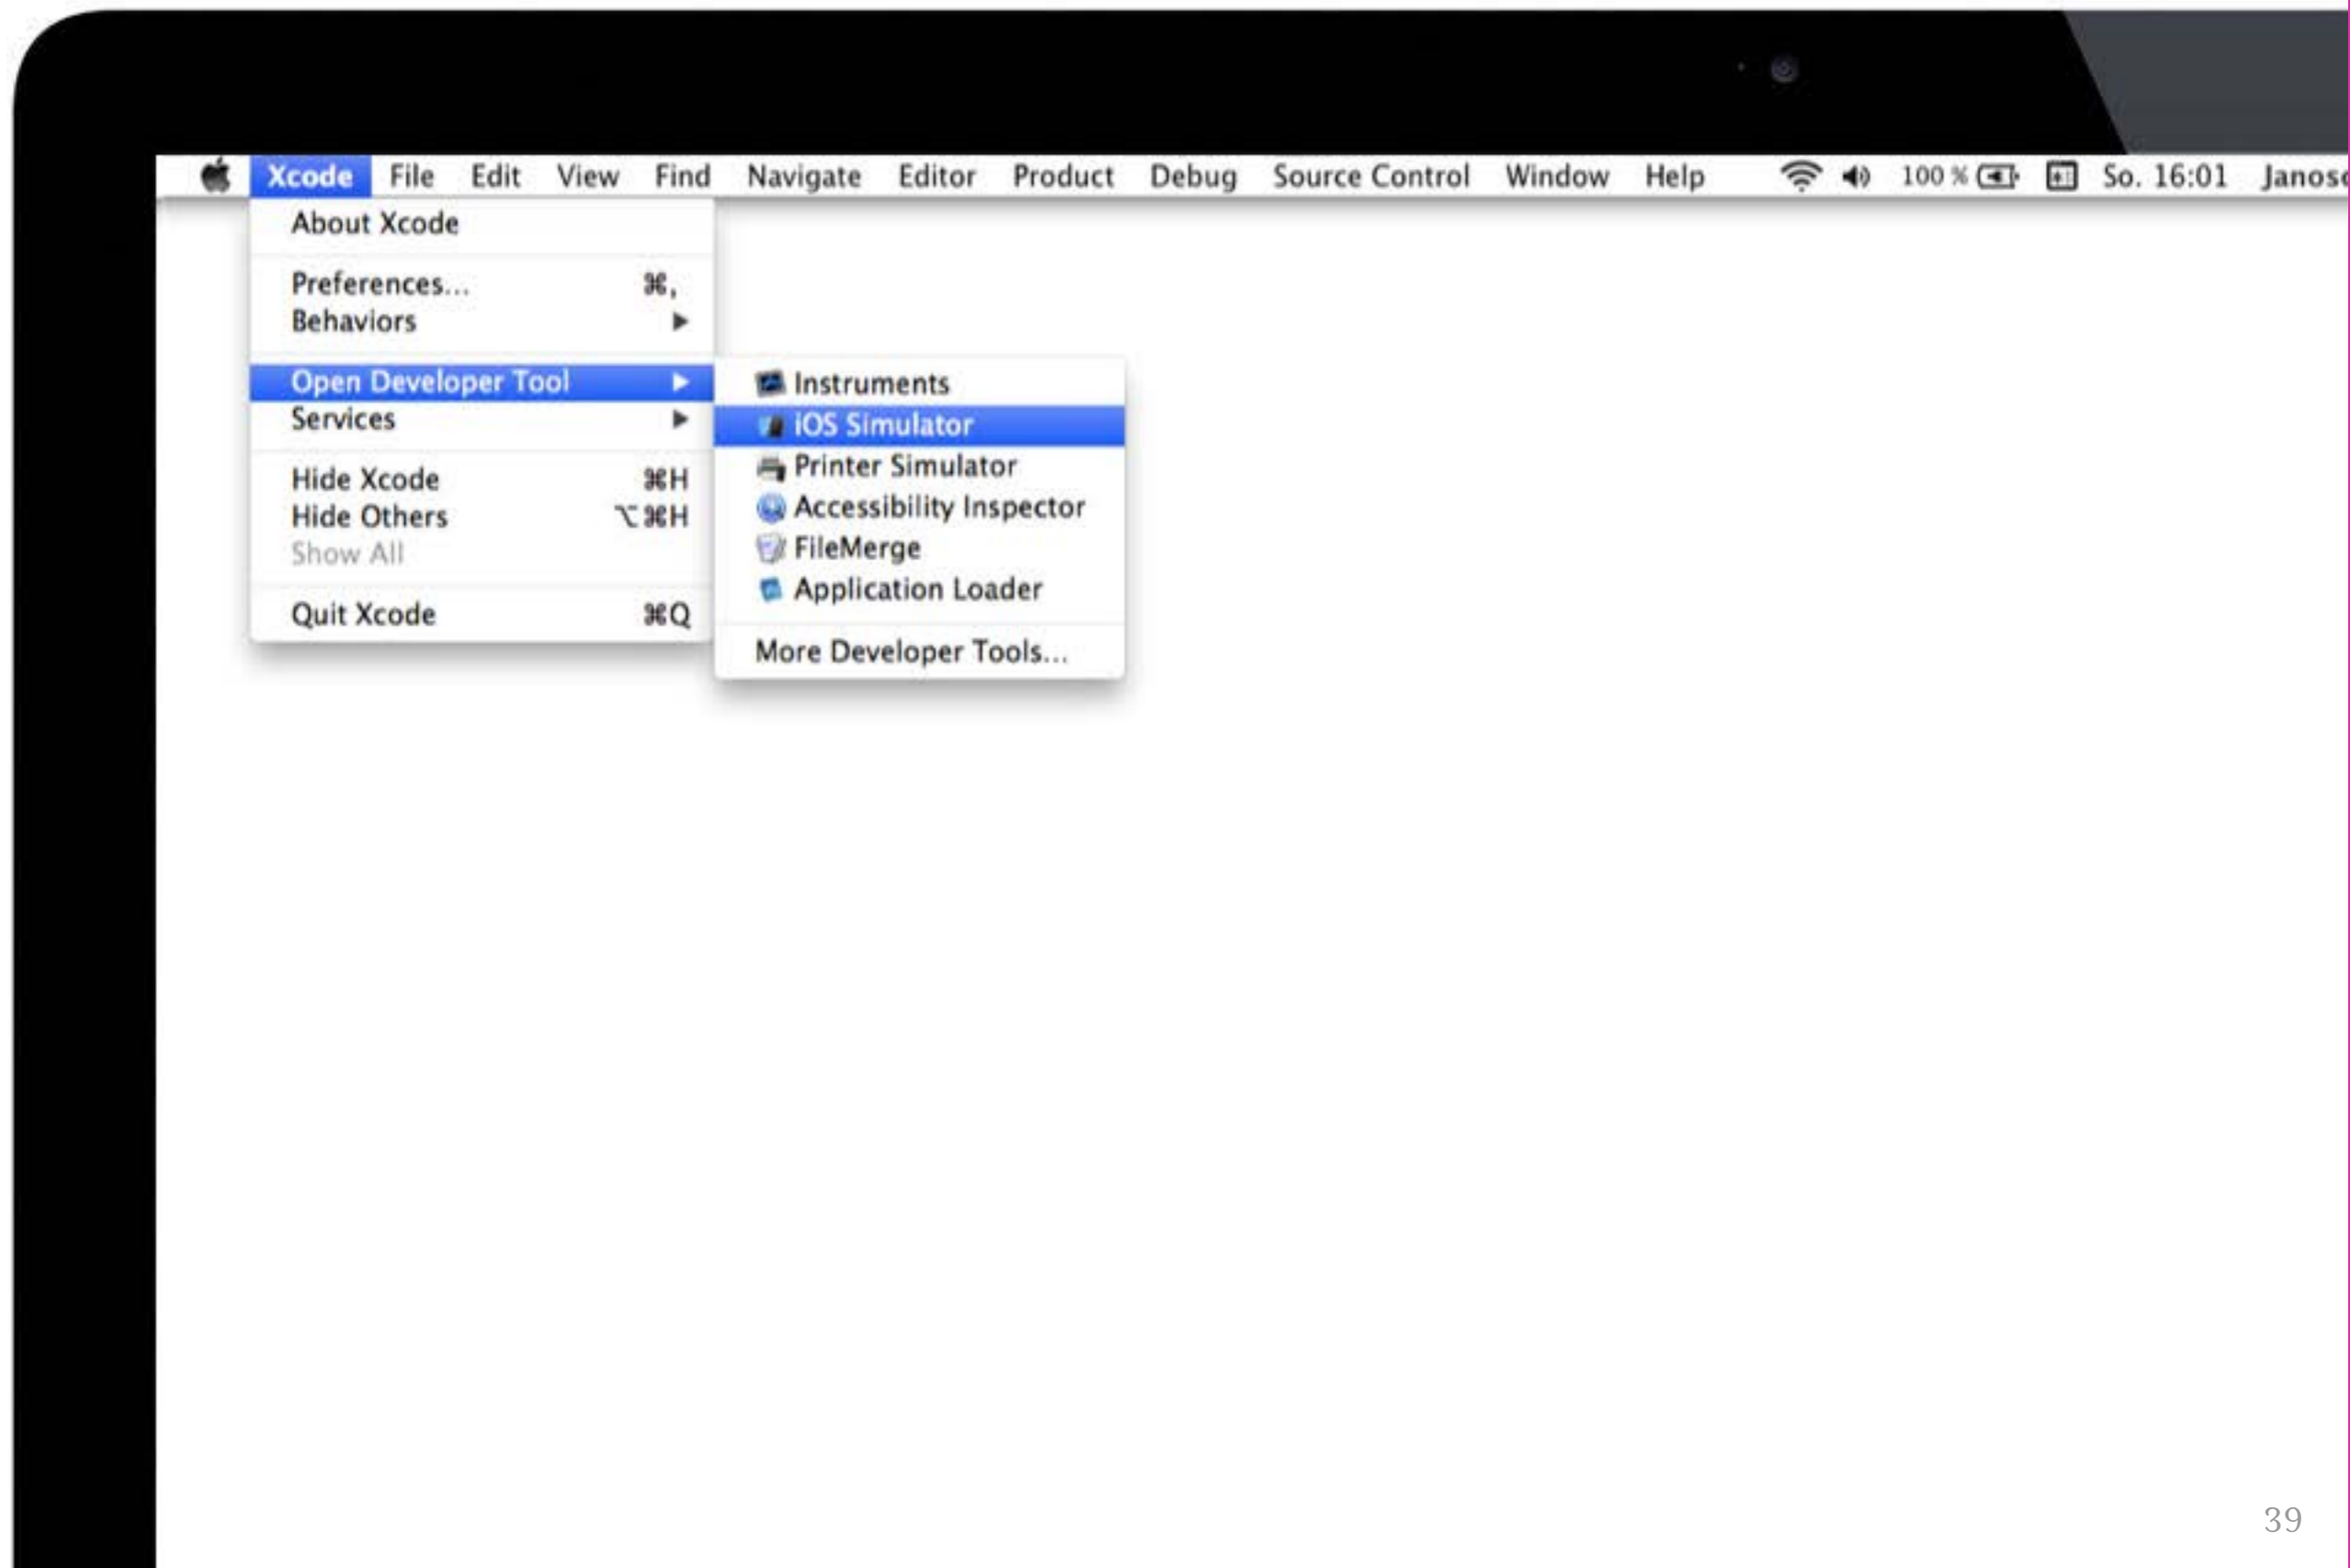 Xcode File Edit View Find Navigate Editor Product Debug Source Control Window Help 100 % So. 16:01
About Xcode
Preferences... ⌘,
Behaviors
Open Developer Tool
Services
Hide Xcode ⌘H
Hide Others ⌥⌘H
Show All
Quit Xcode ⌘Q
Instruments
iOS Simulator
Printer Simulator
Accessibility Inspector
FileMerge
Application Loader
More Developer Tools...
39